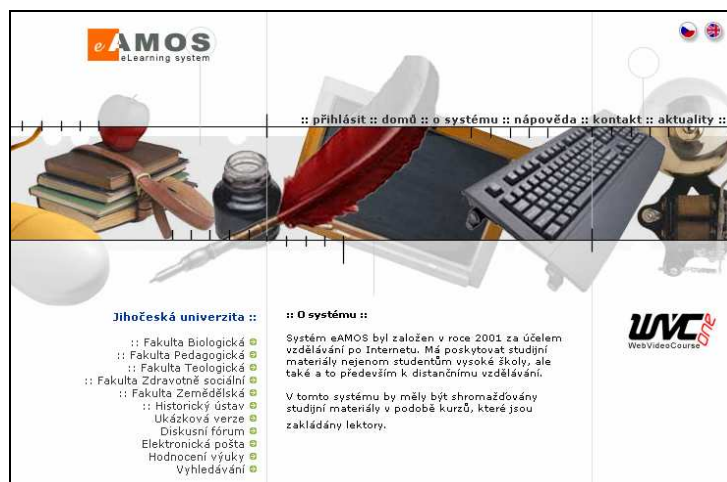 eAMOS
eLearning system
:: přihlásit :: domů :: o systému :: nápověda :: kontakt :: aktuality ::
Jihočeská univerzita ::
:: Fakulta Biologická
:: Fakulta Pedagogická
:: Fakulta Teologická
:: Fakulta Zdravotně sociální
:: Fakulta Zemědělská
:: Historický ústav
Ukázková verze
Diskusní fórum
Elektronická pošta
Hodnocení výuky
Vyhledávání
:: O systému ::
Systém eAMOS byl založen v roce 2001 za účelem
vzdělávání po Internetu. Má poskytovat studijní
materiály nejenom studentům vysoké školy, ale
také a to především k distančnímu vzdělávání.
V tomto systému by měly být shromažďovány
studijní materiály v podobě kurzů, které jsou
zakládány lektory.
WVC one
WebVideoCourse